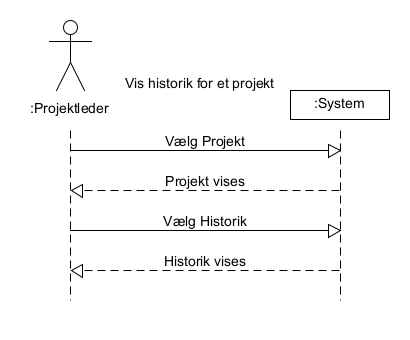 Vis historik for et projekt
:Projektleder
:System
Vælg Projekt
Projekt vises
Vælg Historik
Historik vises